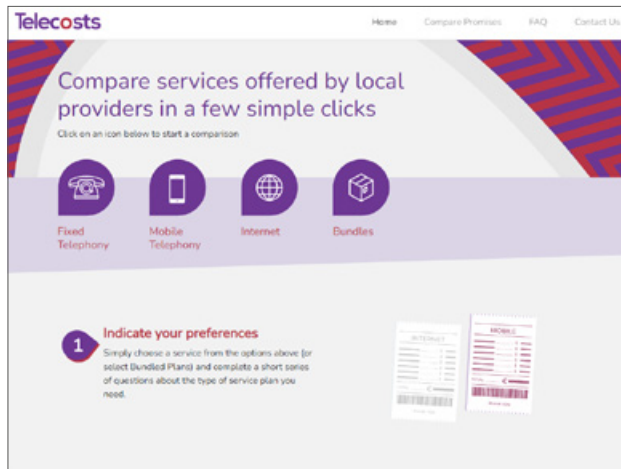 Telecosts
Home Compare Promises FAQ Contact Us
Compare services offered by local
providers in a few simple clicks
Click on an icon below to start a comparison
Fixed
Telephony
Mobile
Telephony
Internet
Bundles
1
Indicate your preferences
Simply choose a service from the options above (or
select Bundled Plans) and complete a short series
of questions about the type of service plan you
need.
INTERNET
MOBILE